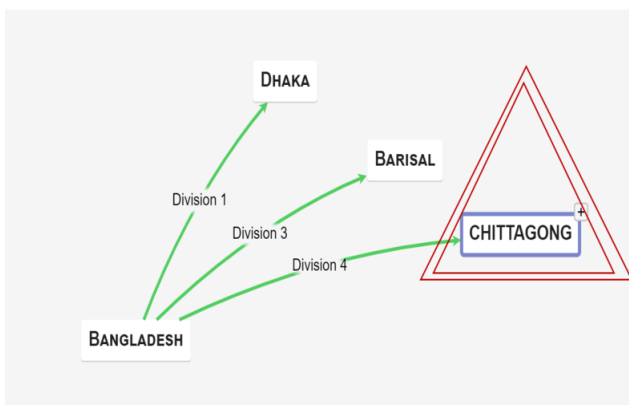 DHAKA
BARISAL
Division 1
CHITTAGONG
+
Division 3
Division 4
BANGLADESH